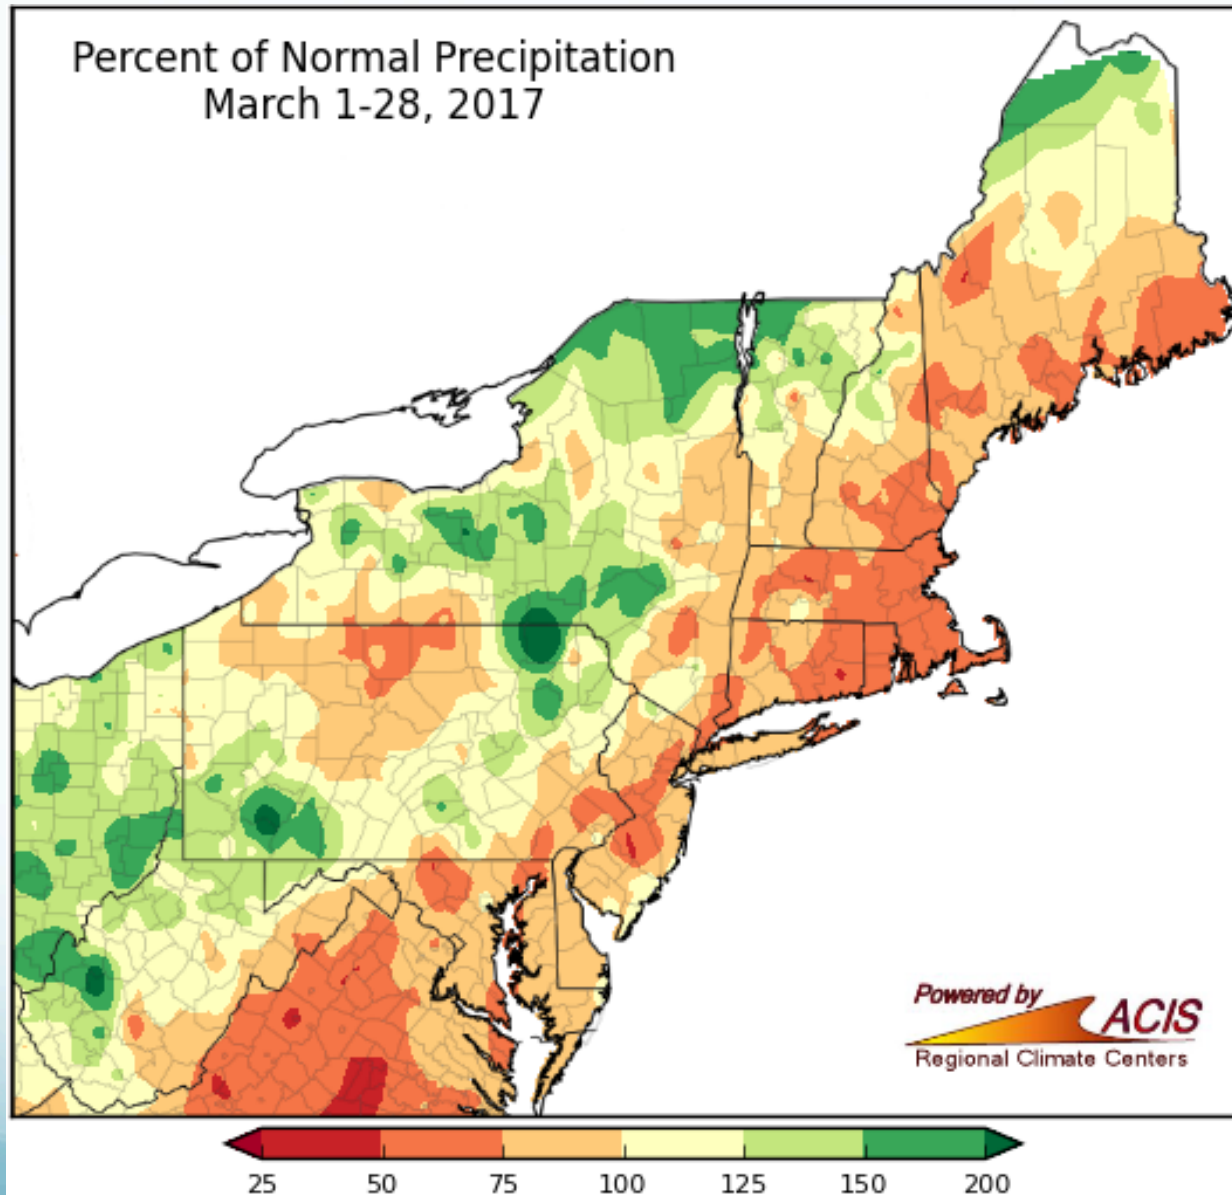 Percent of Normal Precipitation
March 1-28, 2017
Powered by
ACIS
Regional Climate Centers
25 50 75 100 125 150 200